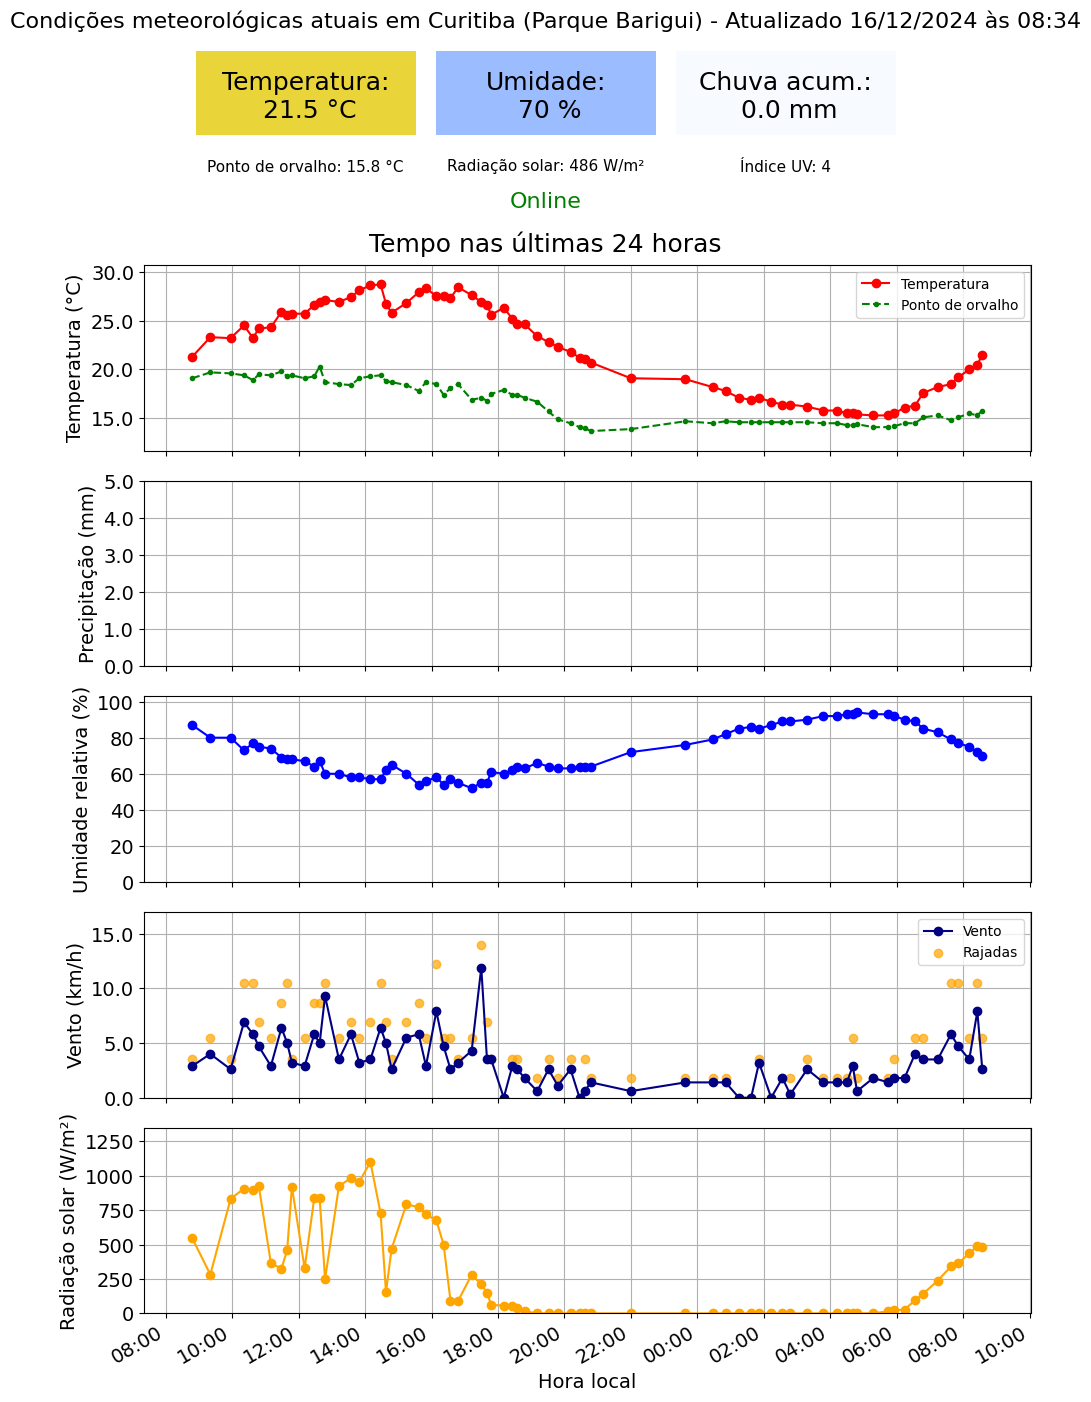 Condições meteorológicas atuais em Curitiba (Parque Barigui) - Atualizado 16/12/2024 às 08:34
Temperatura:
21.5 °C
Umidade:
70 %
Chuva acum.:
0.0 mm
Ponto de orvalho: 15.8 °C
Radiação solar: 486 W/m²
Índice UV: 4
Online
Tempo nas últimas 24 horas
Temperatura (°C)
30.0
25.0
20.0
15.0
Temperatura
Ponto de orvalho
Precipitação (mm)
5.0
4.0
3.0
2.0
1.0
0.0
Umidade relativa (%)
100
80
60
40
20
0
Vento (km/h)
15.0
10.0
5.0
0.0
Vento
Rajadas
Radiação solar (W/m²)
1250
1000
750
500
250
0
08:00
10:00
12:00
14:00
16:00
18:00
20:00
22:00
00:00
02:00
04:00
06:00
08:00
10:00
Hora local